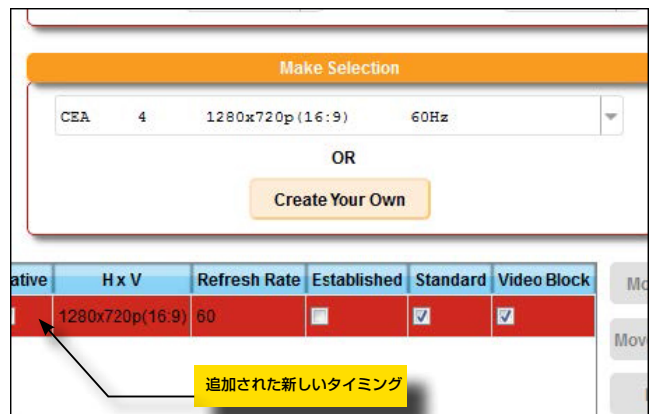 Make Selection
CEA 4 1280x720p(16:9) 60Hz
OR
Create Your Own
ative H x V Refresh Rate Established Standard Video Block
1280x720p(16:9) 60
Mo
Move
追加された新しいタイミング